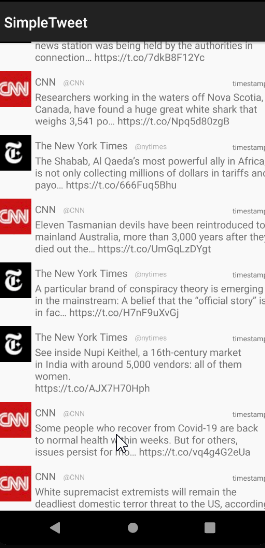 SimpleTweet
news station was being held by the authorities in
connection… https://t.co/7dkB8F12Yc
CNN @CNN timestamp
Researchers working in the waters off Nova Scotia,
Canada, have found a huge great white shark that
weighs 3,541 po… https://t.co/Npq5d80zgB
The New York Times @nytimes timestamp
The Shabab, Al Qaeda's most powerful ally in Africa
is not only collecting millions of dollars in tariffs and
payo… https://t.co/666Fuq5Bhu
CNN @CNN timestamp
Eleven Tasmanian devils have been reintroduced to
mainland Australia, more than 3,000 years after they
died out the… https://t.co/UmGqLzDYgt
The New York Times @nytimes timestamp
A particular brand of conspiracy theory is emerging
in the mainstream: A belief that the “official story” is
in fac… https://t.co/H7nF9uXvGj
The New York Times @nytimes timestamp
See inside Nupi Keithel, a 16th-century market
in India with around 5,000 vendors: all of them
women.
https://t.co/AJX7H70Hph
CNN @CNN timestamp
Some people who recover from Covid-19 are back
to normal health within weeks. But for others,
issues persist for mo… https://t.co/vq4g4G2eUa
CNN @CNN timestamp
White supremacist extremists will remain the
deadliest domestic terror threat to the US, according